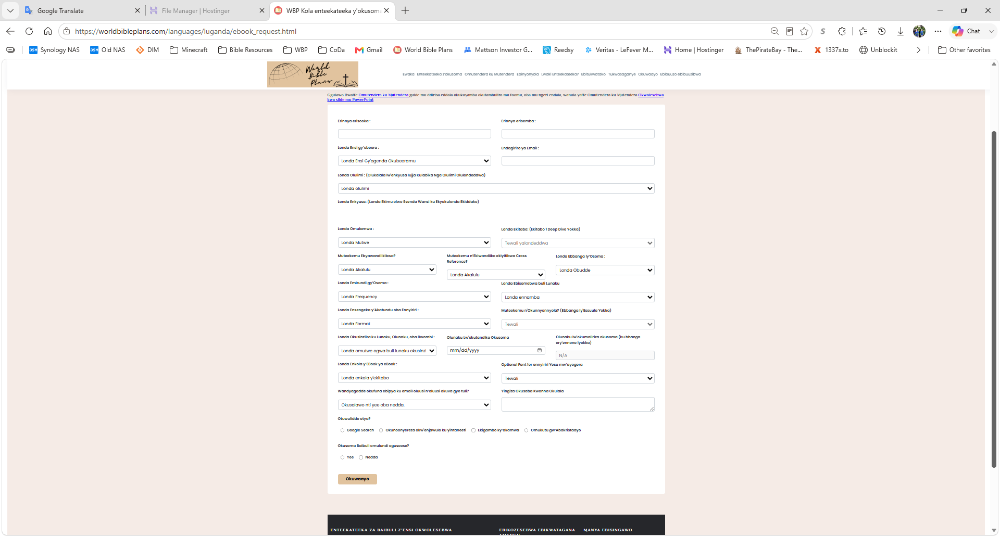 Google Translate
File Manager | Hostinger
WBP Kola enteekateeka y'okusoma
https://worldbibleplans.com/languages/luganda/ebook_request.html
Chat
Synology NAS
Old NAS
DIM
Minecraft
Bible Resources
WBP
CoDa
Gmail
World Bible Plans
Mattson Investor G...
Reedsy
Veritas - LeFever M...
Home | Hostinger
ThePirateBay - The...
1337x.to
Unblockit
Other favorites
World
Bible
Plans
Ewaka Enteekateeka z'okusoma Omutendera ku Mutendera Ebinyonyola Lwaki Enteekateeka? Ebitukwatako Tukwasaganye Okuwaayo Ebibuuzo ebibuuzibwa
Ggulawo Bwaffe Omutendera ku Mutendera guide mu ddirisa eddala okukuyamba okutambulira mu foomu, oba mu ngeri endala, wanula yaffe Omutendera ku Mutendera Okwolesebwa
kwa slide mu PowerPoint
Erinnya erisooka :
Erinnya erisemba :
Londa Ensi gy'obeera :
Endagiriro ya Email :
Londa Ensi Gy'ogenda Okubeeramu
Londa Olulimi : (Olukalala lw'enkyusa lujja Kulabika Nga Olulimi Olulondeddwa)
Londa olulimi
Londa Enkyusa: (Londa Ekimu olwo Ssenda Wansi ku Ekyokulonda Ekiddako)
Londa Omulamwa :
Londa Ekitabo: (Ekitabo 1 Deep Dive Yokka)
Londa Mutwe
Tewali yalondeddwa
Muteekemu Ebyawandiikibwa?
Muteekemu n'Ekiwandiiko ekiyitibwa Cross
Reference?
Londa Ebbanga ly'Osoma :
Londa Akalulu
Londa Akalulu
Londa Obudde
Londa Emirundi gy'Osoma :
Londa Ebisomebwa buli Lunaku
Londa Frequency
Londa ennamba
Londa Ensengeka y'Akatundu oba Ennyiriri :
Muteekemu n'Okunnyonnyola? (Ebbanga ly'Essuula Yokka)
Londa Format
Tewali
Londa Okusinziira ku Lunaku, Olunaku, oba Bwombi :
Olunaku Lw'okutandika Okusoma
Olunaku lw'okumaliriza okusoma (ku bbanga
ery'ennono lyokka)
Londa omutwe ogwa buli lunaku okusinzi
mm/dd/yyyy
N/A
Londa Enkola y'EBook ya eBook :
Optional Font for ennyiriri Yesu mw'ayogera
Londa enkola y'ekitabo
Tewali
Wandyagadde okufuna ebipya ku email oluusi n'oluusi okuva gye tuli?
Yingiza Okusaba Kwonna Okulala
Okusalawo nti yee oba nedda.
Otuwulidde otya?
Google Search
Okunoonyereza okw'enjawulo ku yintaneeti
Ekigambo ky'akamwa
Omukutu gw'Abakristaayo
Okusoma Baibuli omulundi ogusoose?
Yee
Nedda
Okuwaayo
ENTEEKATEEKA ZA BAIBULI Z'ENSI OKWOLESEBWA
EBIKOZESEBWA EBIKWATAGANA
AMANGU
MANYA EBISINGAWO